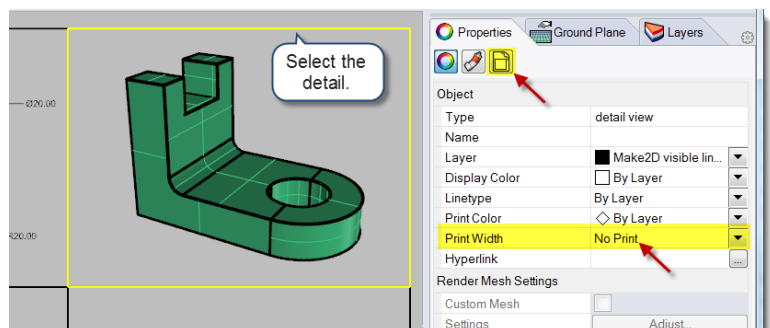 Select the
detail.
Ø20.00
R20.00
Properties
Ground Plane
Layers
Object
Type detail view
Name
Layer Make2D visible lin...
Display Color By Layer
Linetype By Layer
Print Color By Layer
Print Width No Print
Hyperlink ...
Render Mesh Settings
Custom Mesh
Settings Adjust...